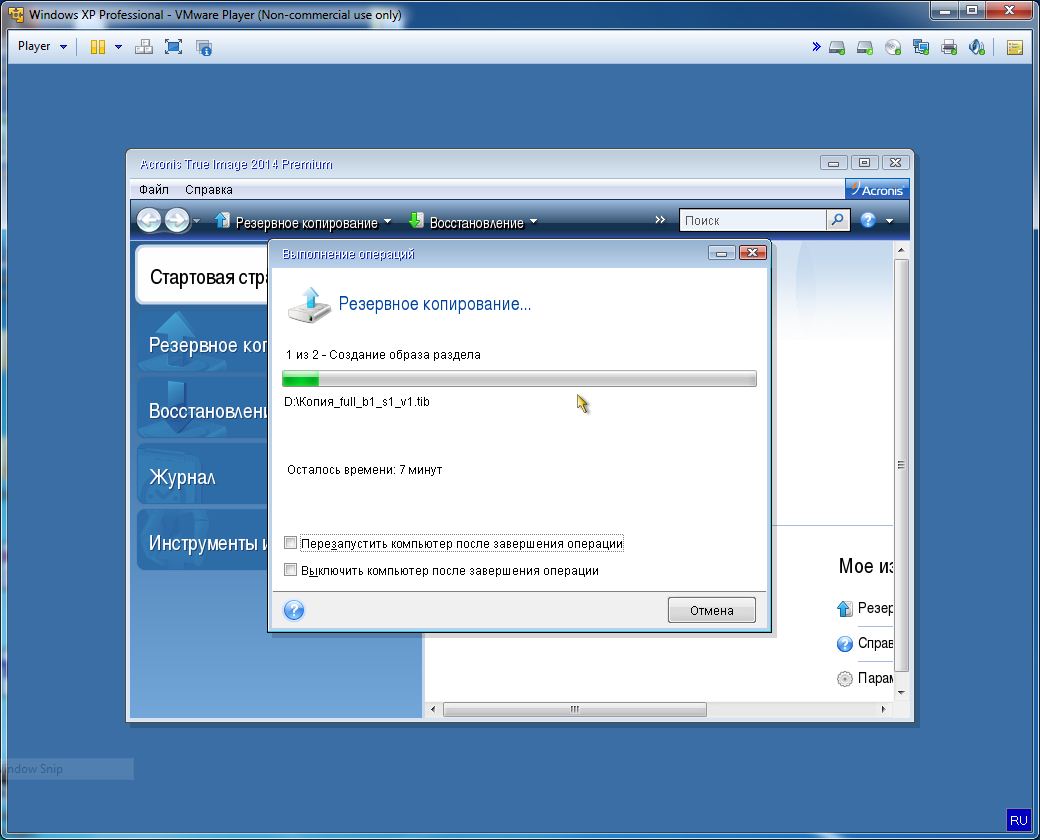 Windows XP Professional - VMware Player (Non-commercial use only)
Player
Acronis True Image 2014 Premium
Файл Справка
Acronis
Резервное копирование Восстановление Поиск
Выполнение операций
Стартовая стра
Резервное копирование...
Резервное коп
1 из 2 - Создание образа раздела
D:\Копия_full_b1_s1_v1.tib
Восстановлени
Осталось времени: 7 минут
Журнал
Перезапустить компьютер после завершения операции
Инструменты и
Выключить компьютер после завершения операции
Мое из
Отмена
Резер
Справ
Парам
ndow Snip
RU